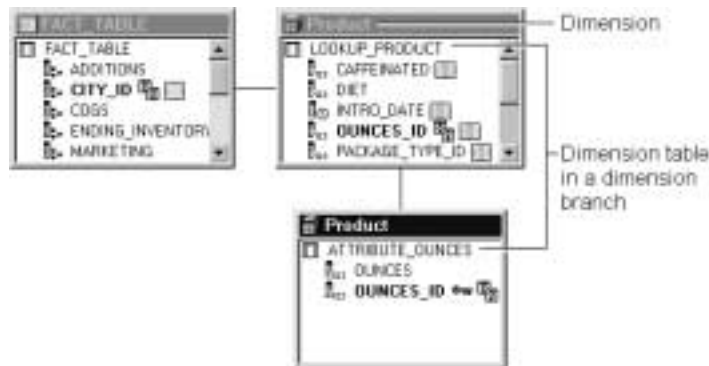 FACT_TABLE
FACT_TABLE
ADDITIONS
CITY_ID
COGS
ENDING_INVENTORY
MARKETING
Product
LOOKUP_PRODUCT
CAFFEINATED
DIET
INTRO_DATE
OUNCES_ID
PACKAGE_TYPE_ID
Dimension
Dimension table
in a dimension
branch
Product
ATTRIBUTE_OUNCES
OUNCES
OUNCES_ID